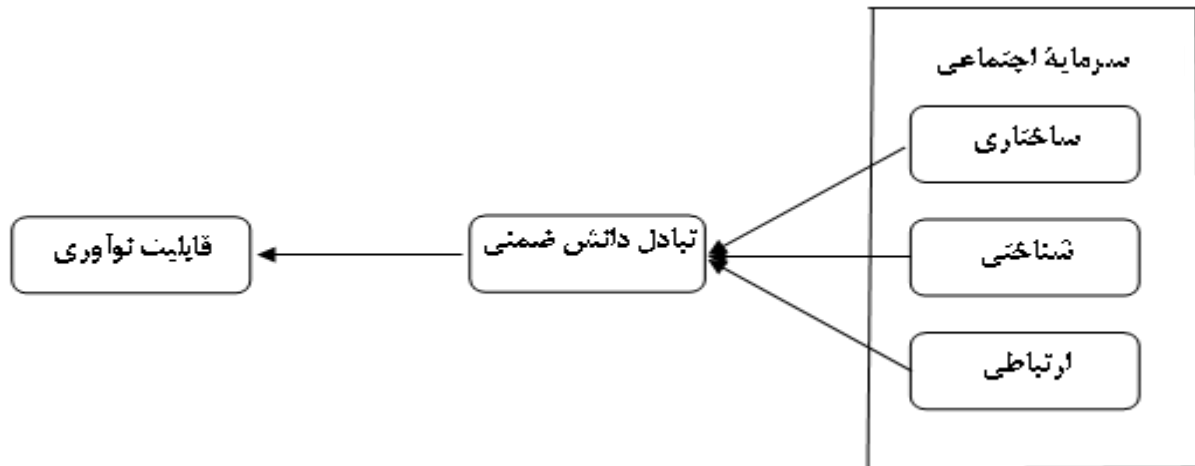 سرمایهٔ اجتماعی
ساختاری
شناختی
ارتباطی
تبادل دانش ضمنی
قابلیت نوآوری